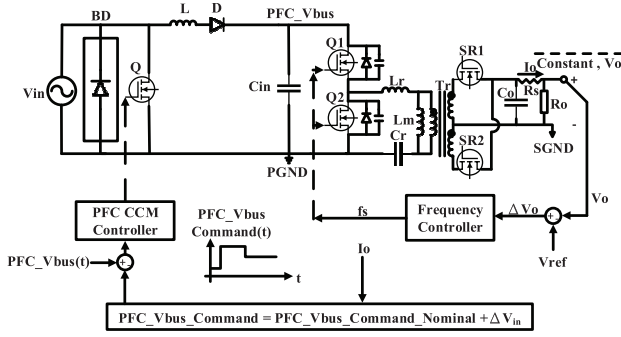 BD
L
D
PFC_Vbus
Q
Vin
Cin
PGND
Q1
Q2
Lr
Lm
Cr
Tr
SR1
SR2
Io
Constant , Vo
+
Rs
Co
Ro
-
SGND
PFC CCM
Controller
PFC_Vbus(t)
+
-
PFC_Vbus
Command(t)
t
fs
Frequency
Controller
ΔVo
+
-
Vo
Vref
Io
PFC_Vbus_Command = PFC_Vbus_Command_Nominal + ΔVin